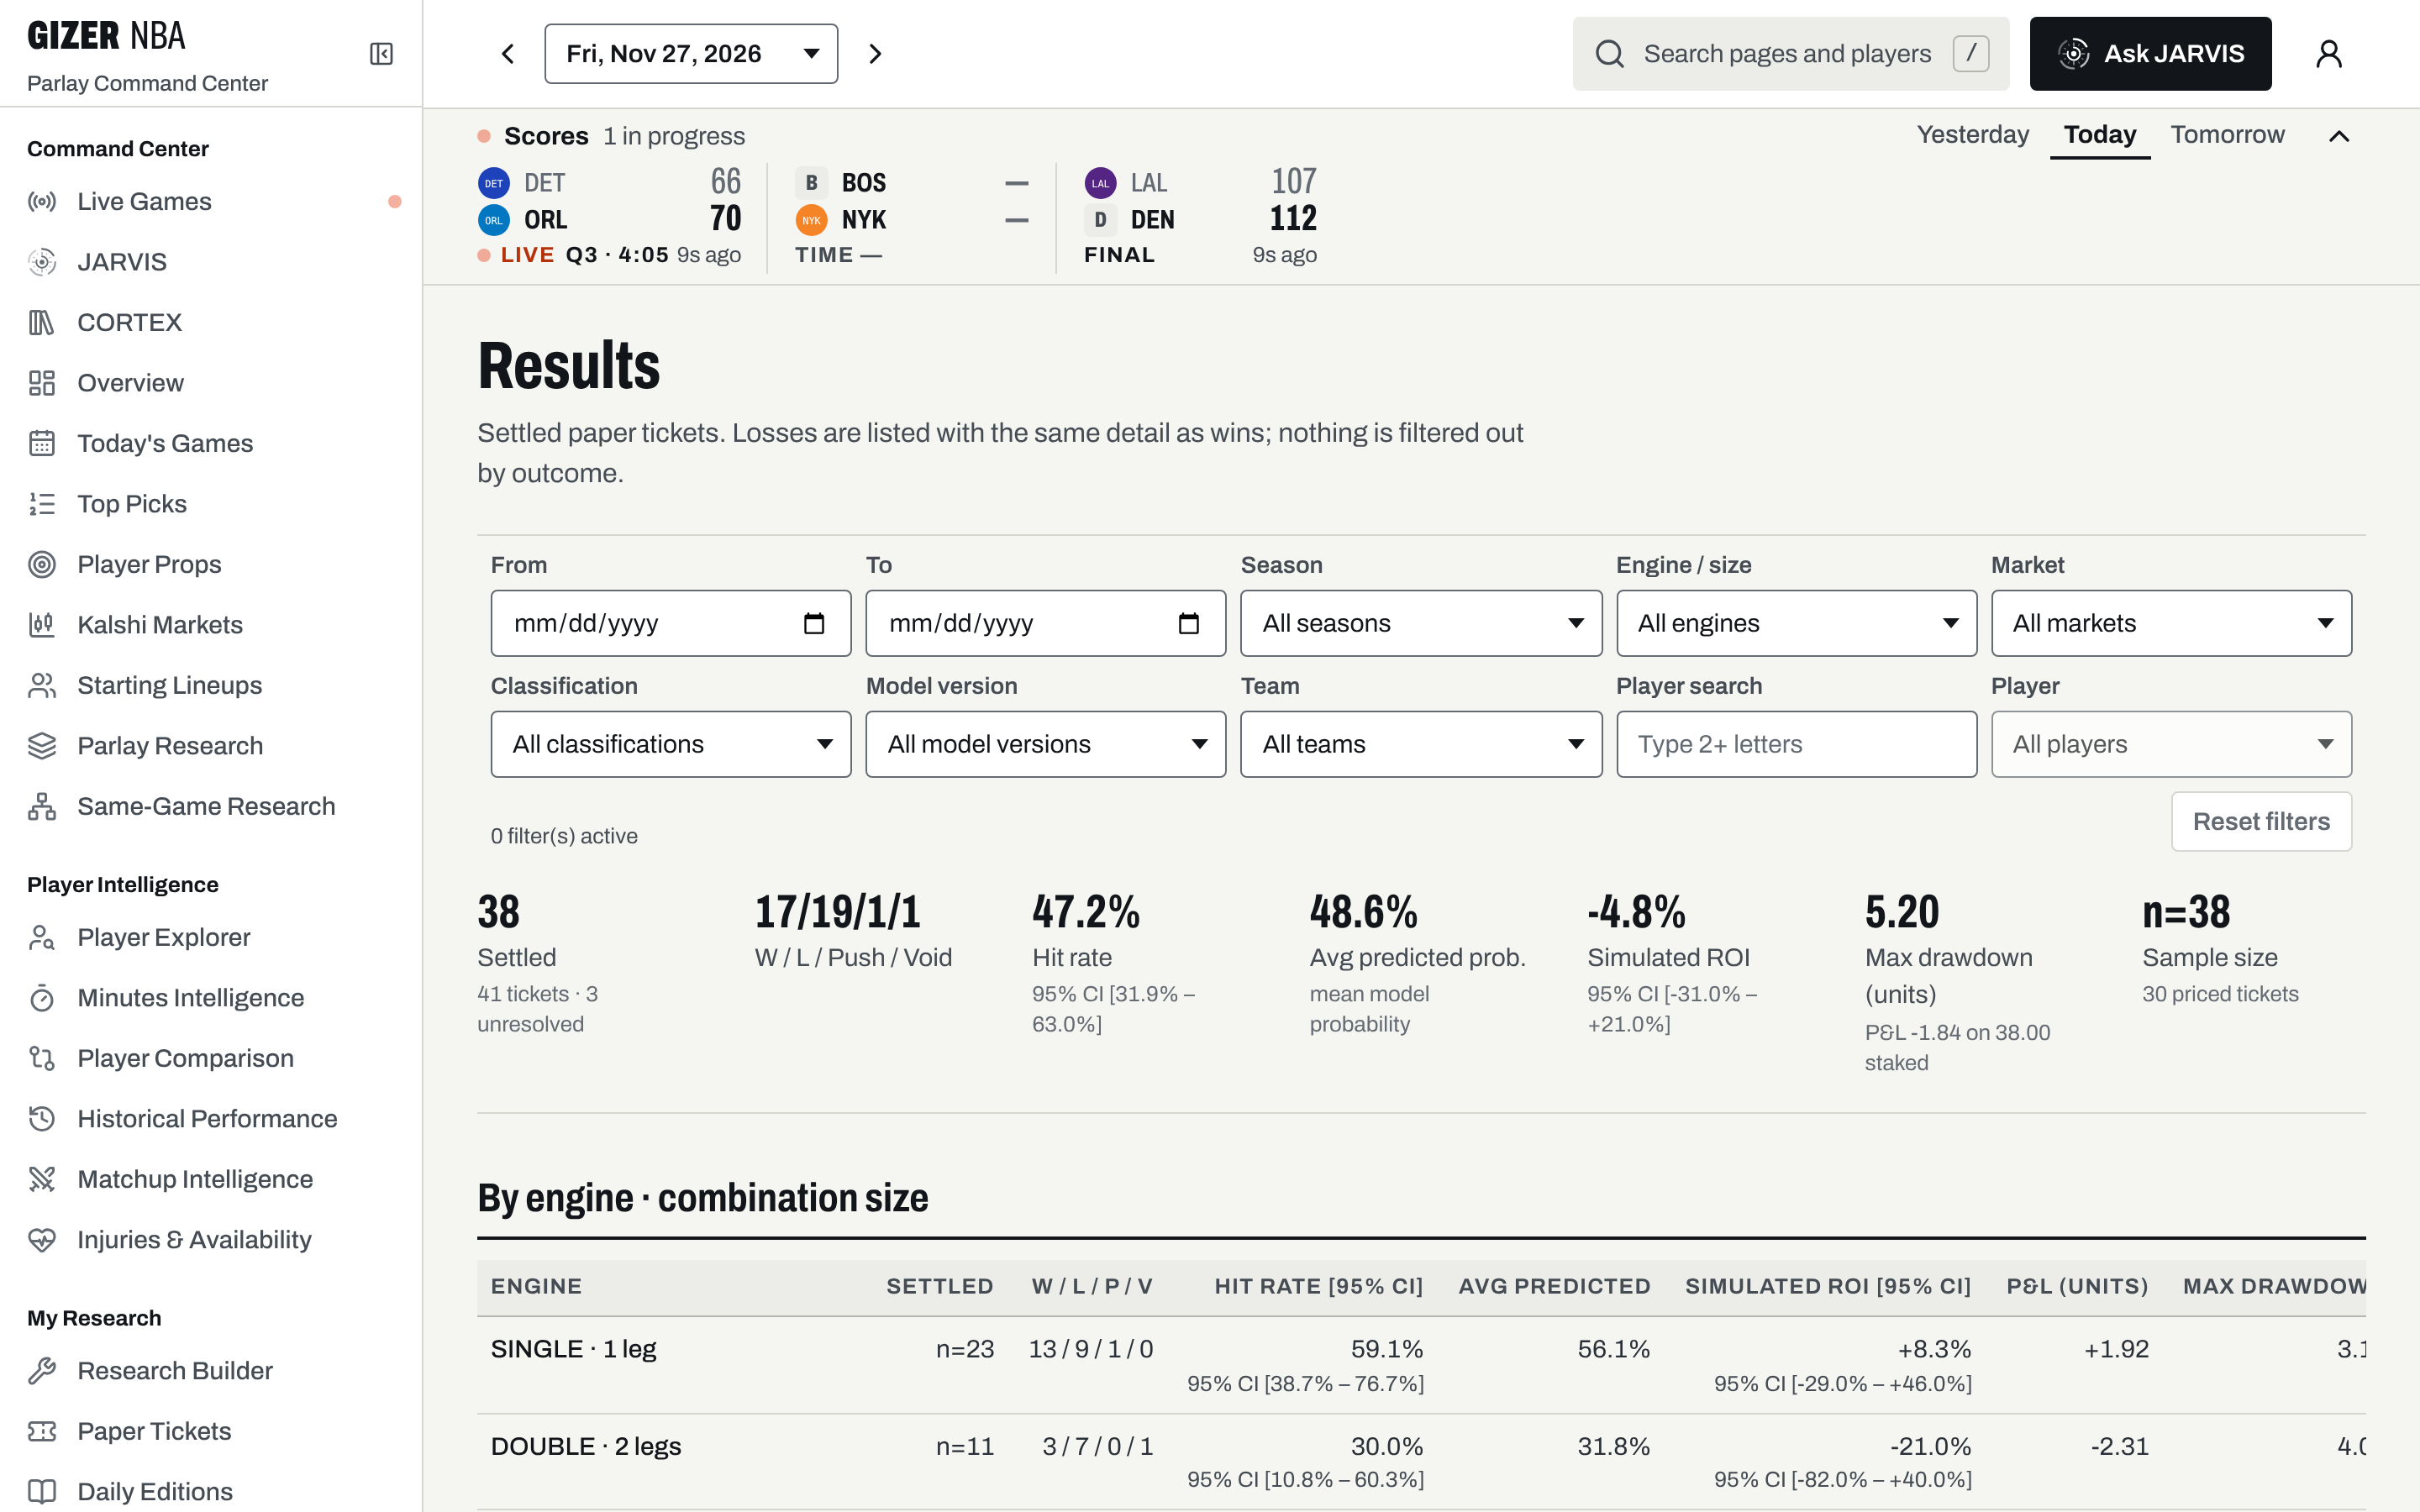 GIZER NBA
Parlay Command Center
Command Center
Live Games
JARVIS
CORTEX
Overview
Today's Games
Top Picks
Player Props
Kalshi Markets
Starting Lineups
Parlay Research
Same-Game Research
Player Intelligence
Player Explorer
Minutes Intelligence
Player Comparison
Historical Performance
Matchup Intelligence
Injuries & Availability
My Research
Research Builder
Paper Tickets
Daily Editions
Fri, Nov 27, 2026
Search pages and players /
Ask JARVIS
Scores 1 in progress
Yesterday Today Tomorrow
DET DET 66
ORL ORL 70
LIVE Q3 · 4:05 9s ago
B BOS —
NYK NYK —
TIME —
LAL LAL 107
D DEN 112
FINAL 9s ago
Results
Settled paper tickets. Losses are listed with the same detail as wins; nothing is filtered out
by outcome.
From To Season Engine / size Market
mm/dd/yyyy mm/dd/yyyy All seasons All engines All markets
Classification Model version Team Player search Player
All classifications All model versions All teams Type 2+ letters All players
0 filter(s) active
Reset filters
38
Settled
41 tickets · 3
unresolved
17/19/1/1
W / L / Push / Void
47.2%
Hit rate
95% CI [31.9% –
63.0%]
48.6%
Avg predicted prob.
mean model
probability
-4.8%
Simulated ROI
95% CI [-31.0% –
+21.0%]
5.20
Max drawdown
(units)
P&L -1.84 on 38.00
staked
n=38
Sample size
30 priced tickets
By engine · combination size
ENGINE SETTLED W / L / P / V HIT RATE [95% CI] AVG PREDICTED SIMULATED ROI [95% CI] P&L (UNITS) MAX DRAWDOW
SINGLE · 1 leg n=23 13 / 9 / 1 / 0 59.1% 56.1% +8.3% +1.92 3.1
95% CI [38.7% – 76.7%] 95% CI [-29.0% – +46.0%]
DOUBLE · 2 legs n=11 3 / 7 / 0 / 1 30.0% 31.8% -21.0% -2.31 4.0
95% CI [10.8% – 60.3%] 95% CI [-82.0% – +40.0%]